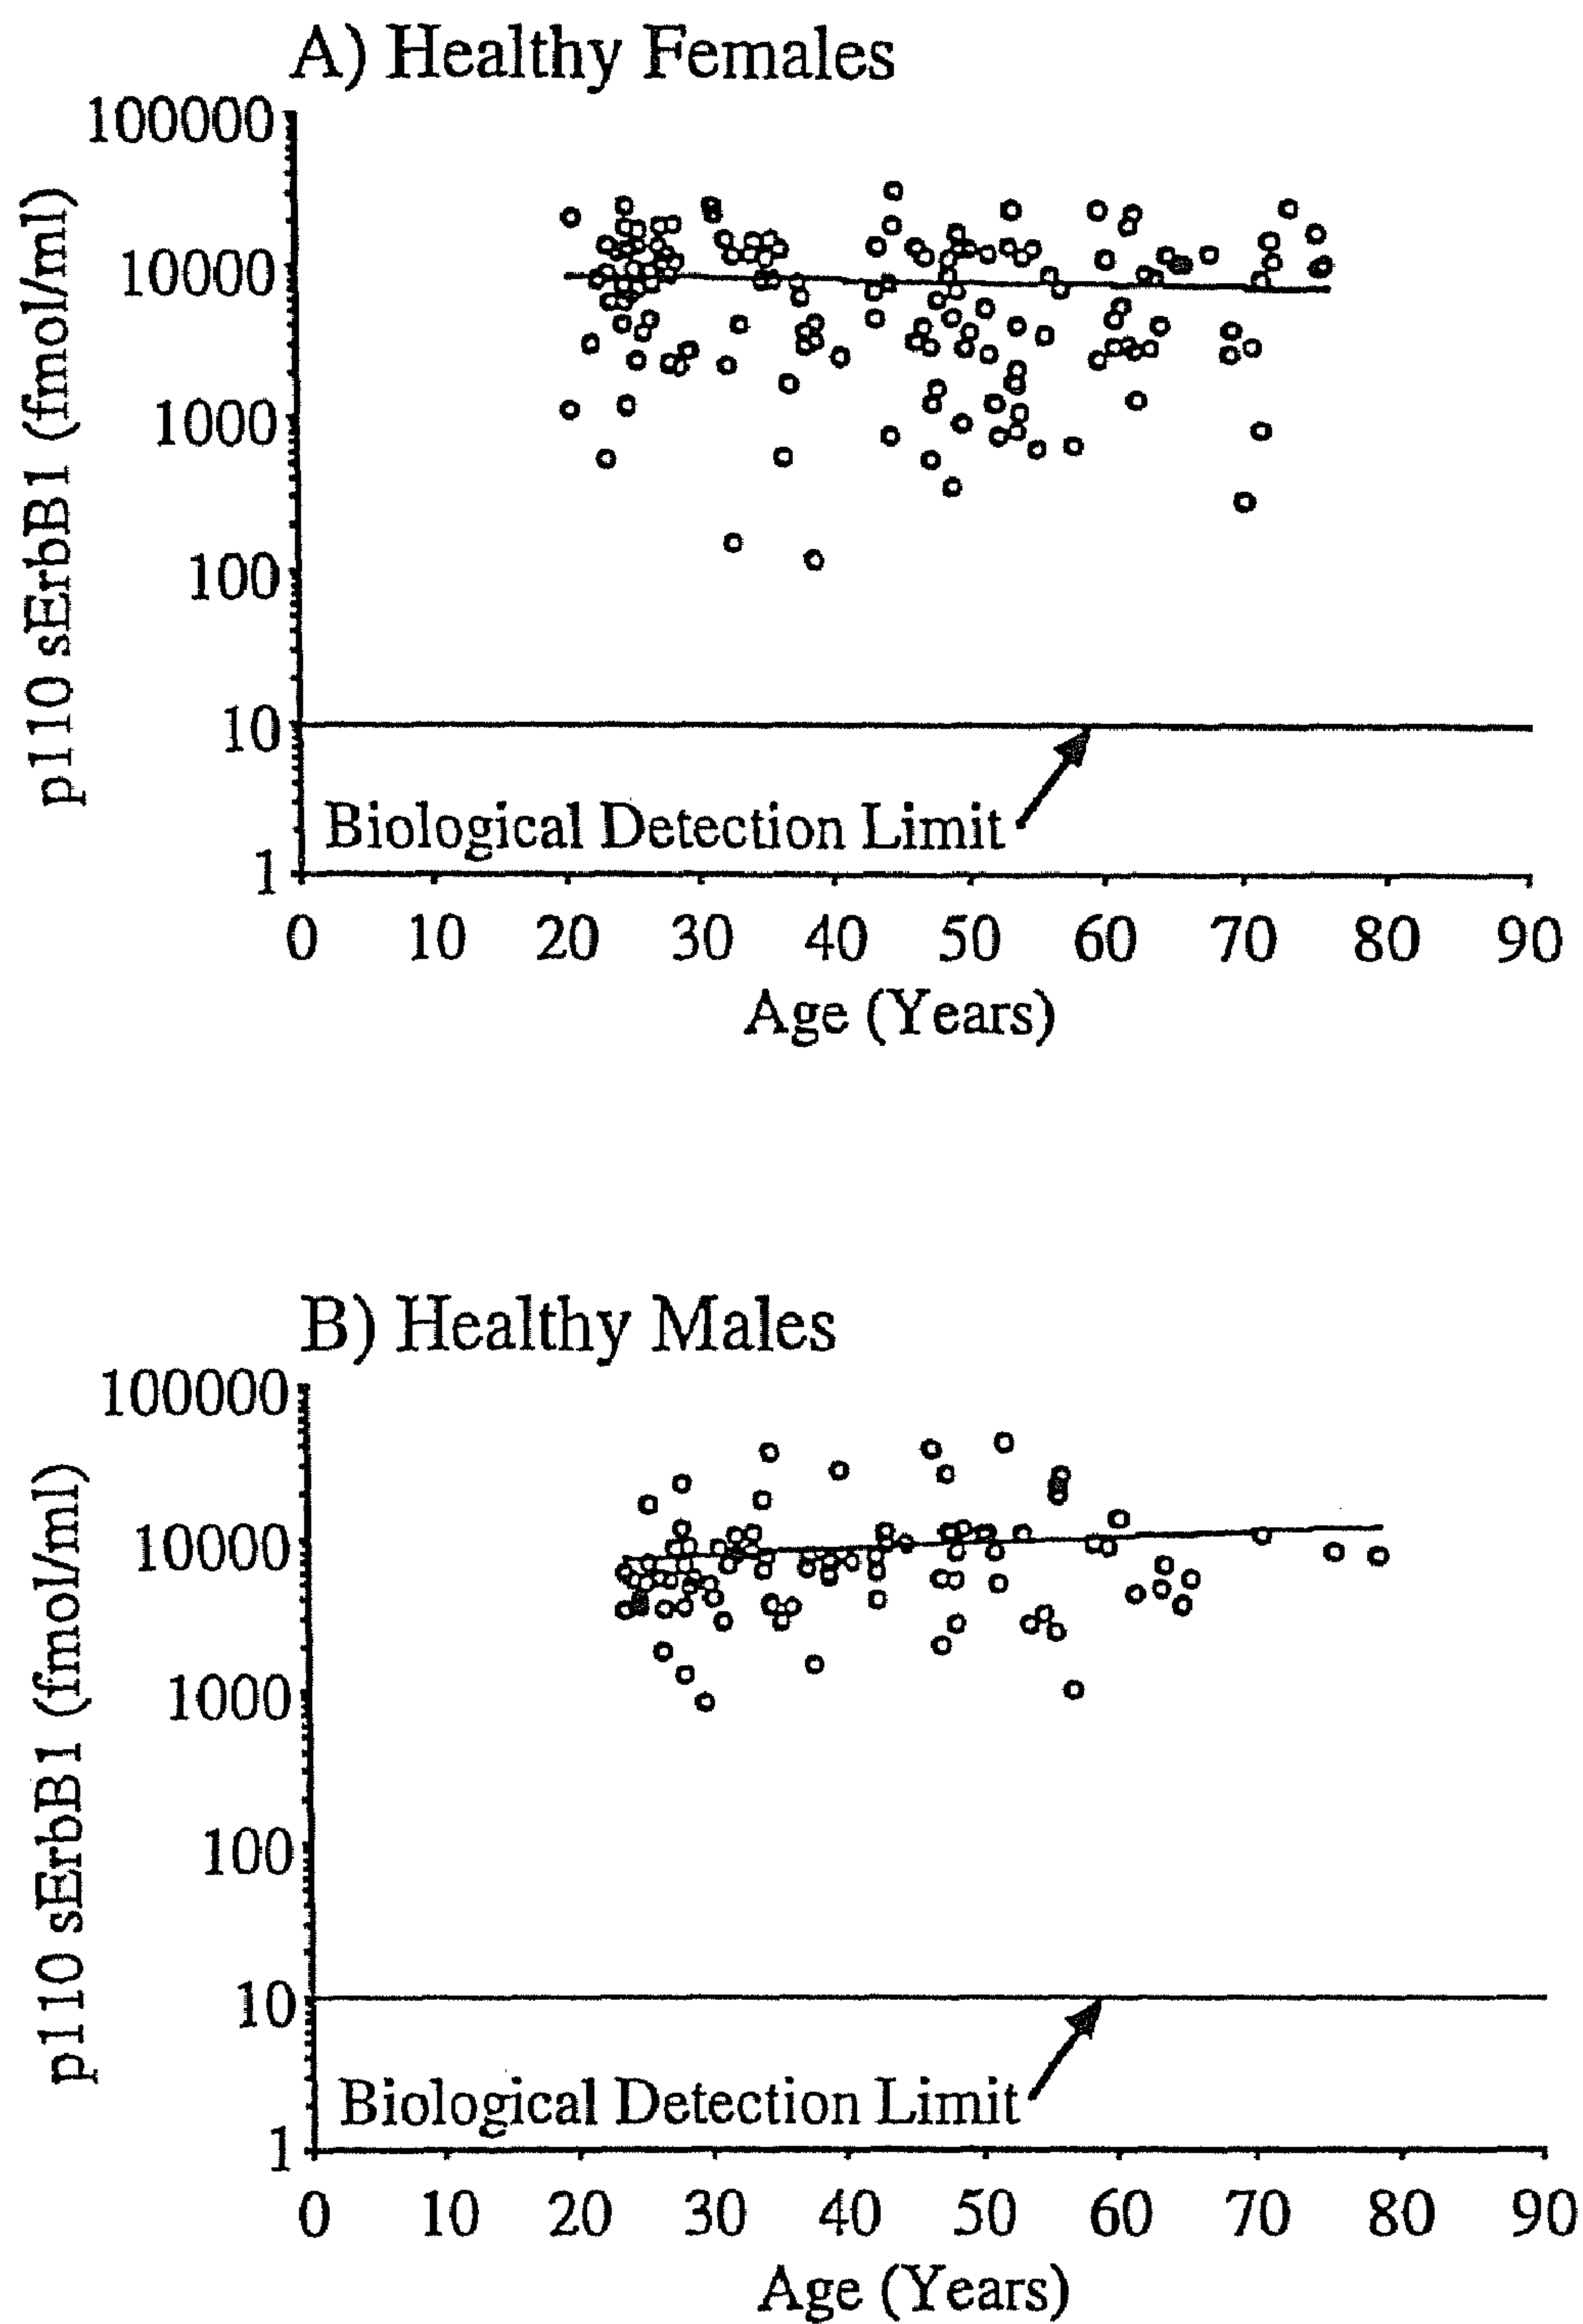 A) Healthy Females
p110 sErbB1 (fmol/ml)
100000
10000
1000
100
10
1
Biological Detection Limit
0 10 20 30 40 50 60 70 80 90
Age (Years)
B) Healthy Males
p110 sErbB1 (fmol/ml)
100000
10000
1000
100
10
1
Biological Detection Limit
0 10 20 30 40 50 60 70 80 90
Age (Years)